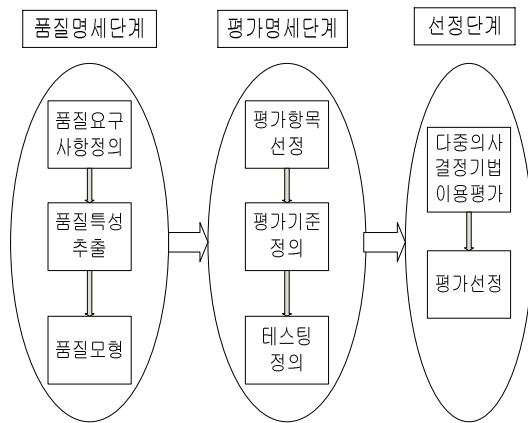 품질명세단계
평가명세단계
선정단계
품질요구
사항정의
품질특성
추출
품질모형
평가항목
선정
평가기준
정의
테스팅
정의
다중의사
결정기법
이용평가
평가선정